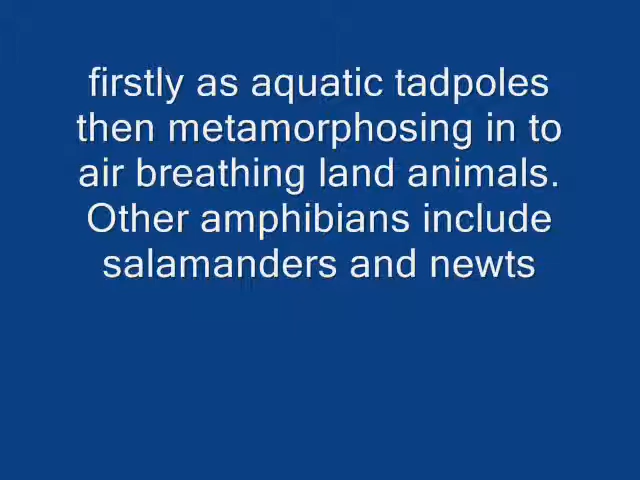 firstly as aquatic tadpoles
then metamorphosing in to
air breathing land animals.
Other amphibians include
salamanders and newts